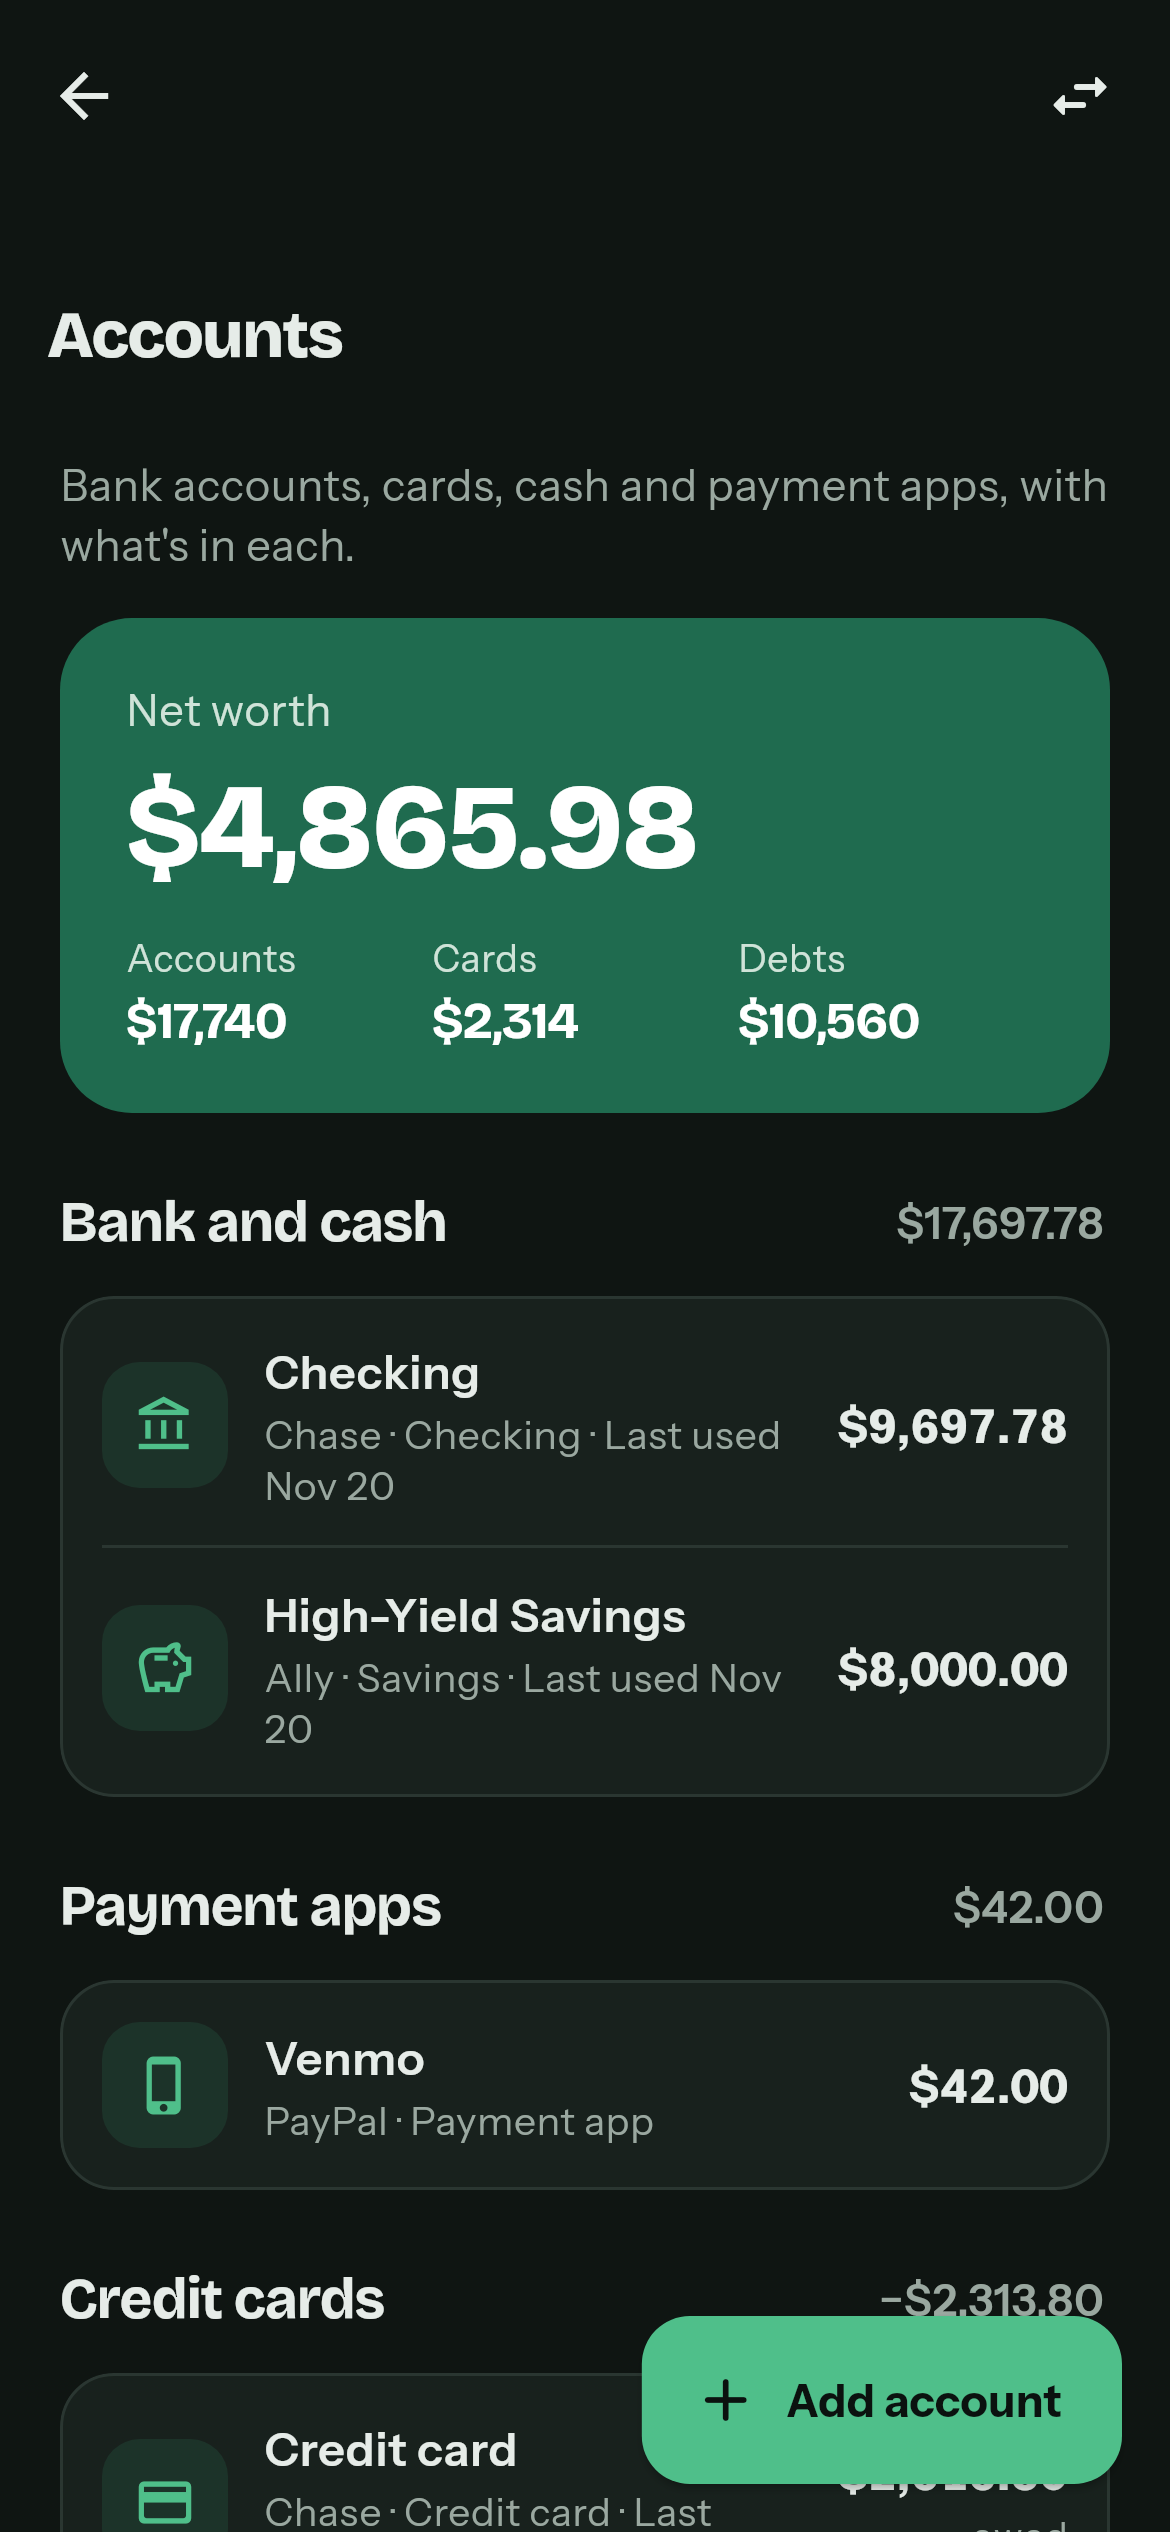 Accounts
Bank accounts, cards, cash and payment apps, with
what's in each.
Net worth
$4,865.98
Accounts
Cards
Debts
$17,740
$2,314
$10,560
Bank and cash
$17,697.78
Checking
Chase · Checking · Last used
Nov 20
$9,697.78
High-Yield Savings
Ally · Savings · Last used Nov
20
$8,000.00
Payment apps
$42.00
Venmo
PayPal · Payment app
$42.00
Credit cards
−$2,313.80
Add account
Credit card
Chase · Credit card · Last